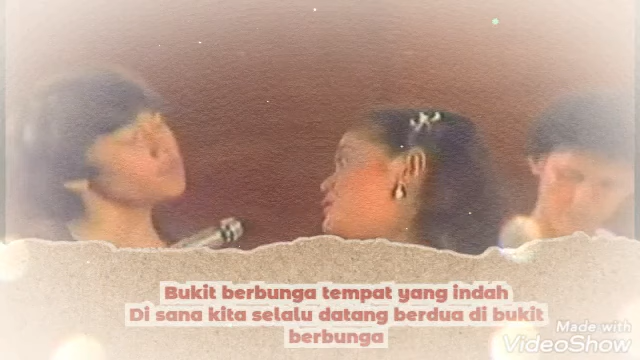 Bukit berbunga tempat yang indah
Di sana kita selalu datang berdua di bukit
berbunga
Made with
VideoShow